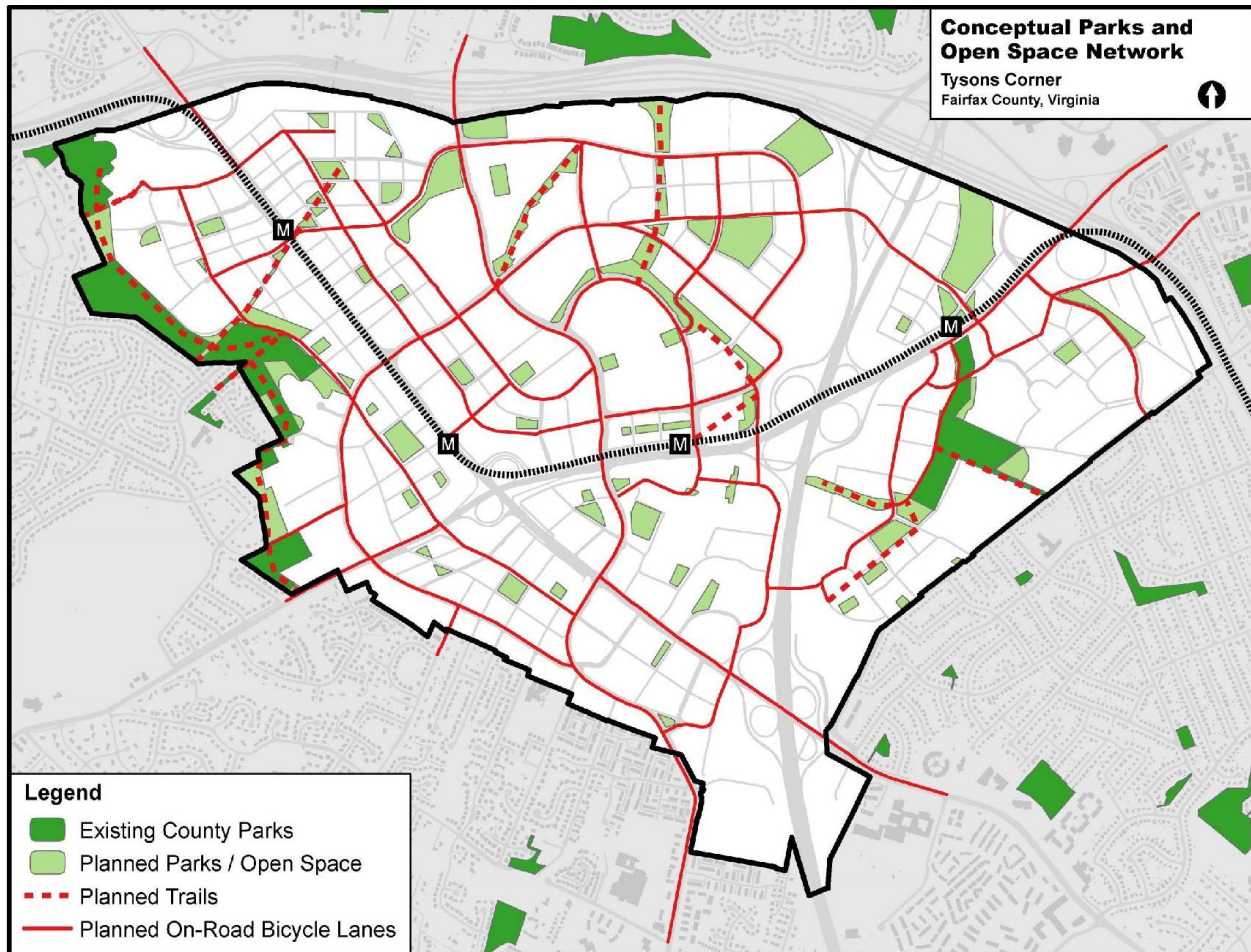 Conceptual Parks and
Open Space Network
Tysons Corner
Fairfax County, Virginia
M
M
M
M
Legend
Existing County Parks
Planned Parks / Open Space
Planned Trails
Planned On-Road Bicycle Lanes